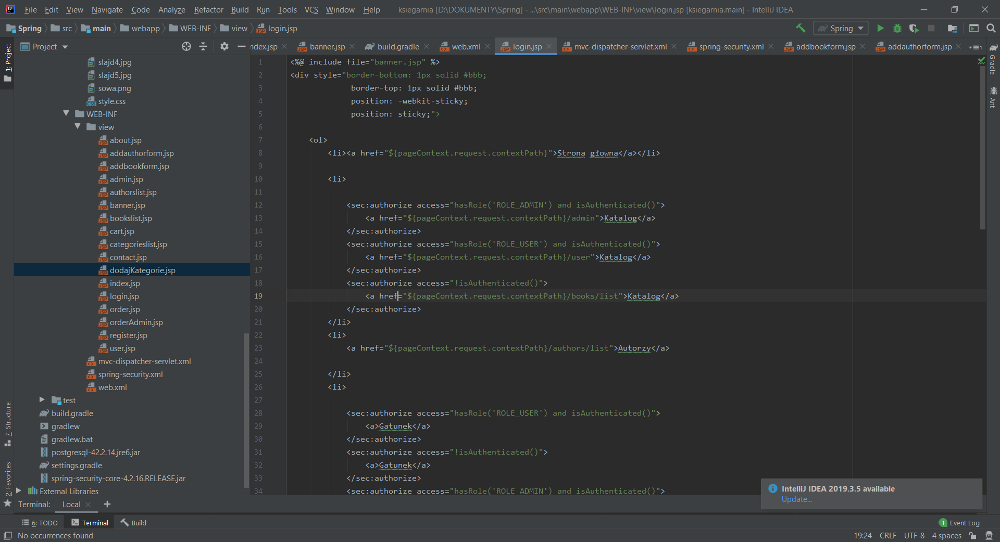 File Edit View Navigate Code Analyze Refactor Build Run Tools VCS Window Help ksiegarnia [D:\DOKUMENTY\Spring] - ...\src\main\webapp\WEB-INF\view\login.jsp [ksiegarnia.main] - IntelliJ IDEA
Spring src main webapp WEB-INF view login.jsp Spring
Project ndex.jsp banner.jsp build.gradle web.xml login.jsp mvc-dispatcher-servlet.xml spring-security.xml addbookform.jsp addauthorform.jsp 1
1: Project
slajd4.jpg
slajd5.jpg
sowa.png
style.css
WEB-INF
view
about.jsp
addauthorform.jsp
addbookform.jsp
admin.jsp
authorslist.jsp
banner.jsp
bookslist.jsp
cart.jsp
categorieslist.jsp
contact.jsp
dodajKategorie.jsp
index.jsp
login.jsp
order.jsp
orderAdmin.jsp
register.jsp
user.jsp
mvc-dispatcher-servlet.xml
spring-security.xml
web.xml
test
build.gradle
gradlew
gradlew.bat
postgresql-42.2.14.jre6.jar
settings.gradle
spring-security-core-4.2.16.RELEASE.jar
External Libraries
7: Structure
2: Favorites
1 <%@ include file="banner.jsp" %>
2 <div style="border-bottom: 1px solid #bbb;
3 border-top: 1px solid #bbb;
4 position: -webkit-sticky;
5 position: sticky;">
6
7 <ol>
8 <li><a href="${pageContext.request.contextPath}">Strona głowna</a></li>
9
10 <li>
11
12 <sec:authorize access="hasRole('ROLE_ADMIN') and isAuthenticated()">
13 <a href="${pageContext.request.contextPath}/admin">Katalog</a>
14 </sec:authorize>
15 <sec:authorize access="hasRole('ROLE_USER') and isAuthenticated()">
16 <a href="${pageContext.request.contextPath}/user">Katalog</a>
17 </sec:authorize>
18 <sec:authorize access="!isAuthenticated()">
19 <a href="${pageContext.request.contextPath}/books/list">Katalog</a>
20 </sec:authorize>
21 </li>
22 <li>
23 <a href="${pageContext.request.contextPath}/authors/list">Autorzy</a>
24
25 </li>
26 <li>
27
28 <sec:authorize access="hasRole('ROLE_USER') and isAuthenticated()">
29 <a>Gatunek</a>
30 </sec:authorize>
31 <sec:authorize access="!isAuthenticated()">
32 <a>Gatunek</a>
33 </sec:authorize>
34 <sec:authorize access="hasRole('ROLE_ADMIN') and isAuthenticated()">
Gradle
Ant
IntelliJ IDEA 2019.3.5 available
Update...
Terminal: Local
6: TODO Terminal Build 1 Event Log
No occurrences found 19:24 CRLF UTF-8 4 spaces